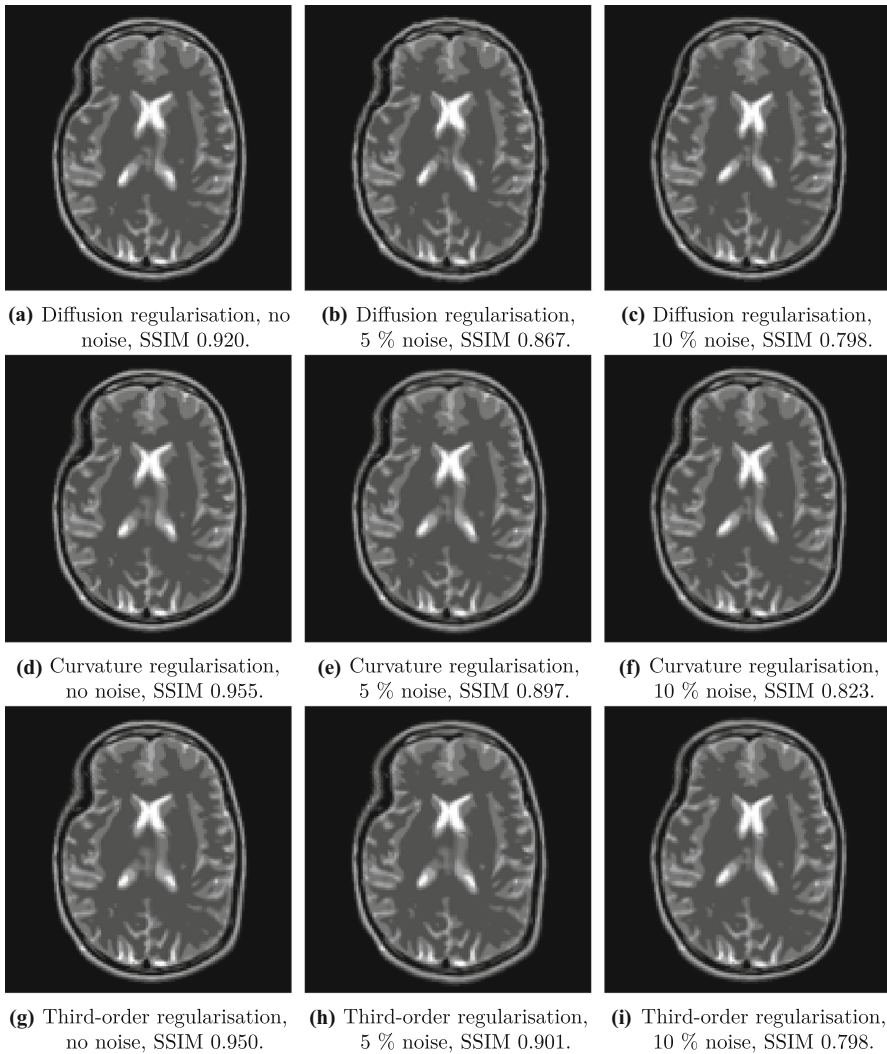 (a) Diffusion regularisation, no
noise, SSIM 0.920.
(b) Diffusion regularisation,
5 % noise, SSIM 0.867.
(c) Diffusion regularisation,
10 % noise, SSIM 0.798.
(d) Curvature regularisation,
no noise, SSIM 0.955.
(e) Curvature regularisation,
5 % noise, SSIM 0.897.
(f) Curvature regularisation,
10 % noise, SSIM 0.823.
(g) Third-order regularisation,
no noise, SSIM 0.950.
(h) Third-order regularisation,
5 % noise, SSIM 0.901.
(i) Third-order regularisation,
10 % noise, SSIM 0.798.